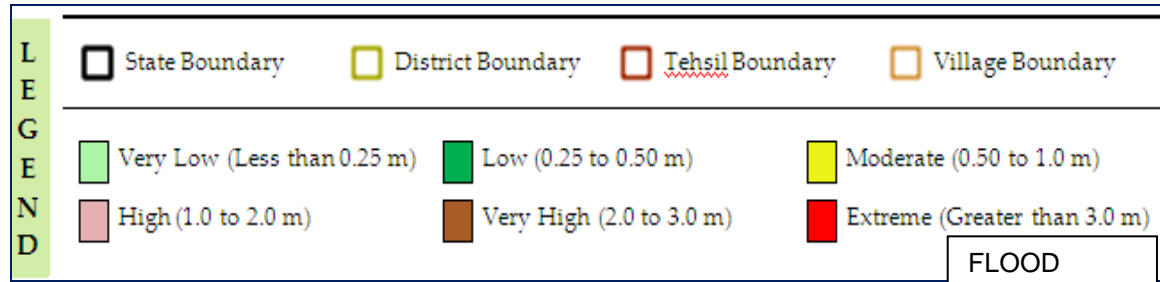 LEGEND
State Boundary District Boundary Tehsil Boundary Village Boundary
Very Low (Less than 0.25 m) Low (0.25 to 0.50 m) Moderate (0.50 to 1.0 m)
High (1.0 to 2.0 m) Very High (2.0 to 3.0 m) Extreme (Greater than 3.0 m)
FLOOD